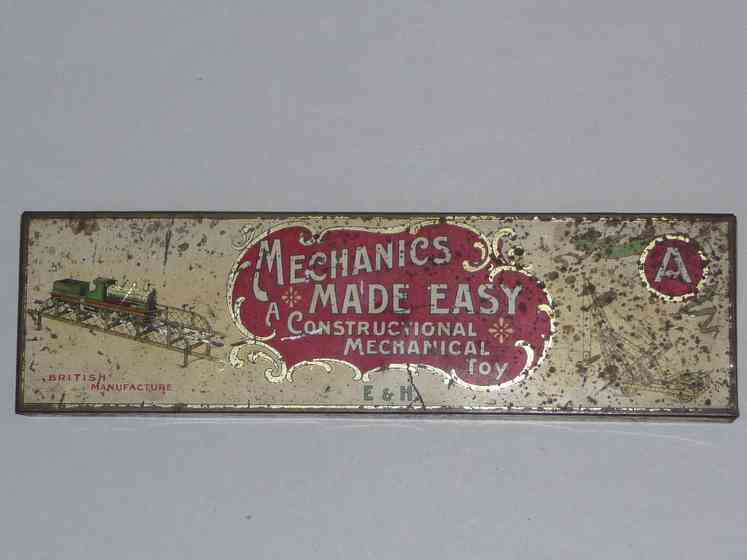 MECHANICS
MADE EASY
A CONSTRUCTIONAL
MECHANICAL
TOY
BRITISH
MANUFACTURE
E & H
A